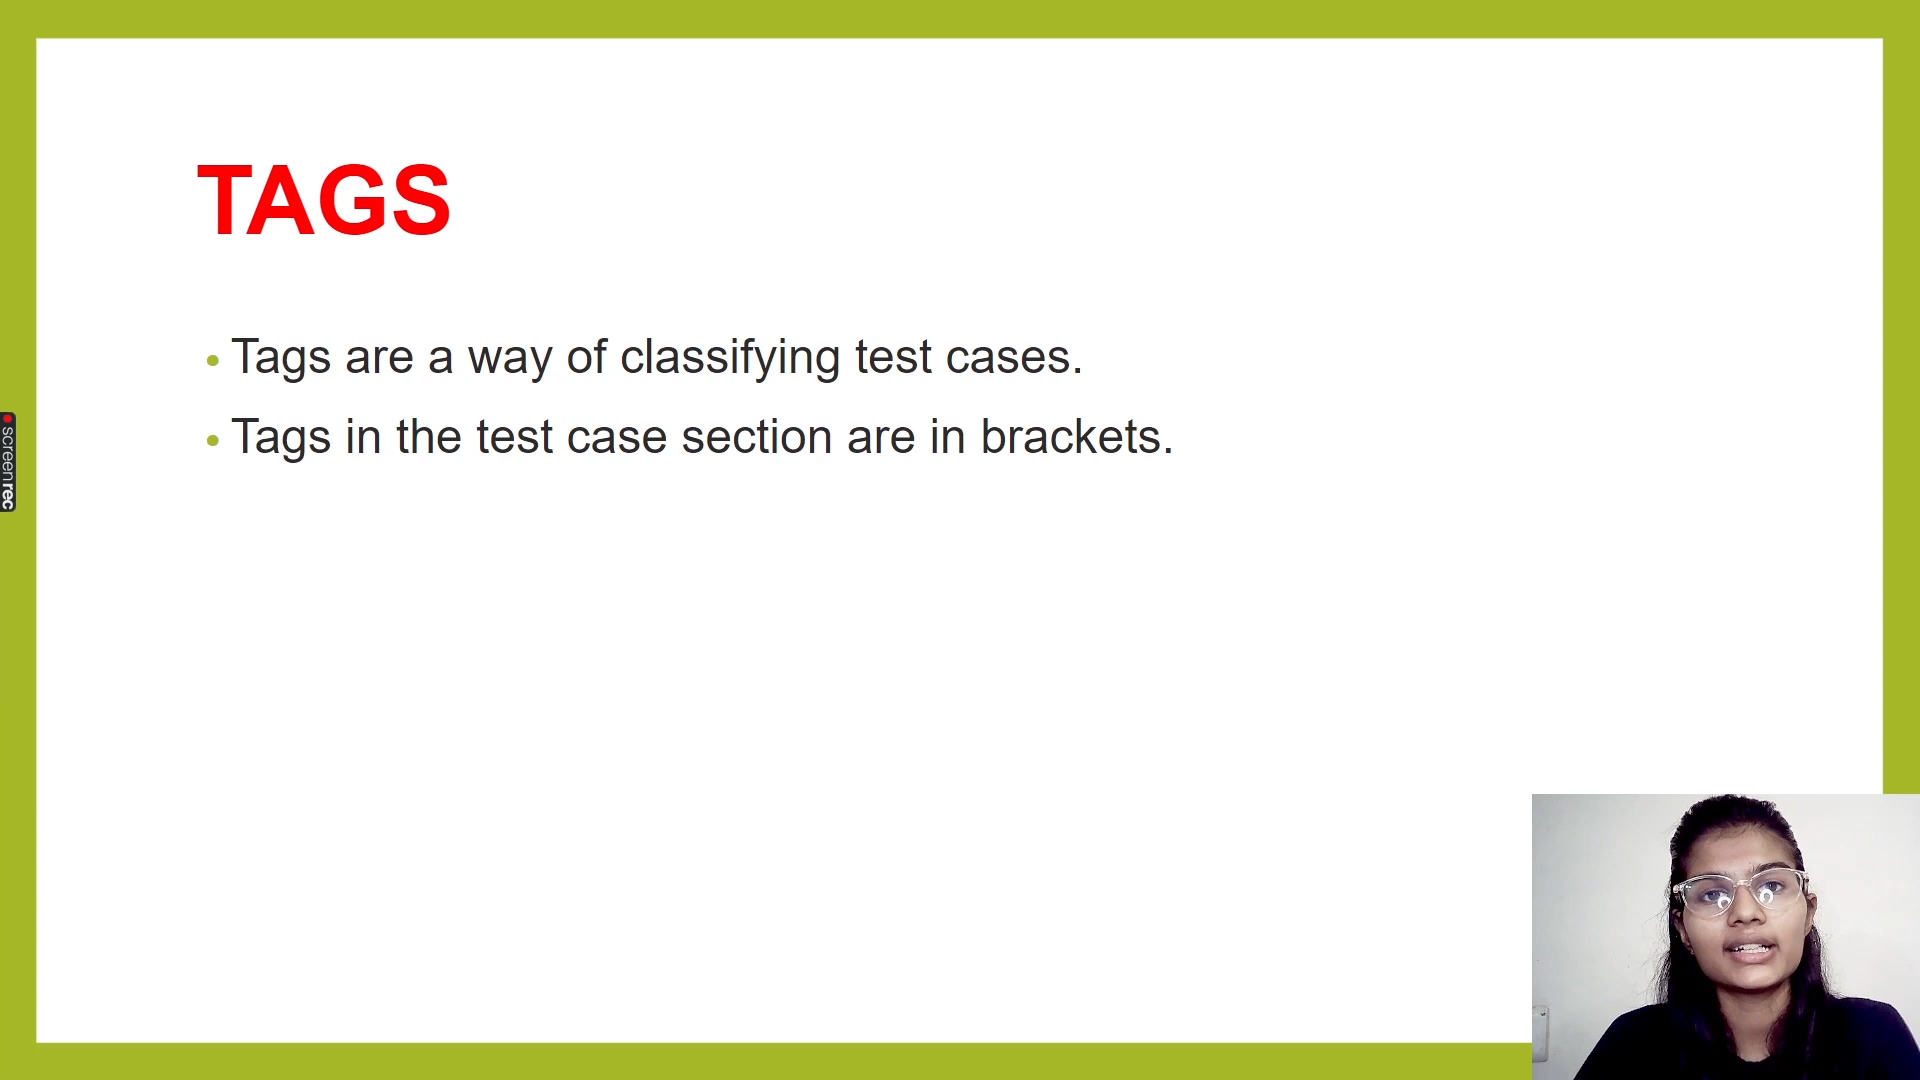 TAGS
• Tags are a way of classifying test cases.
• Tags in the test case section are in brackets.
screenrec